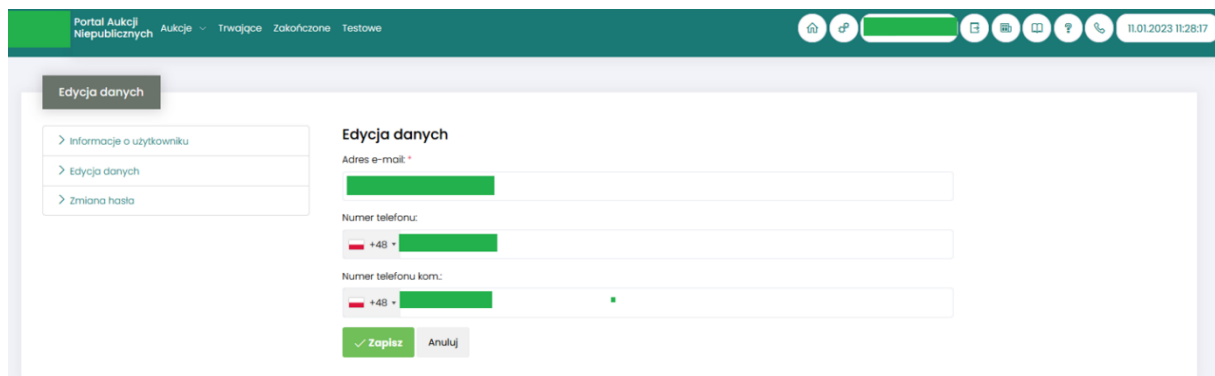 Portal Aukcji
Niepublicznych
Aukcje Trwające Zakończone Testowe
11.01.2023 11:28:17
Edycja danych
Informacje o użytkowniku
Edycja danych
Zmiana hasła
Edycja danych
Adres e-mail: *
Numer telefonu:
+48
Numer telefonu kom.:
+48
Zapisz Anuluj